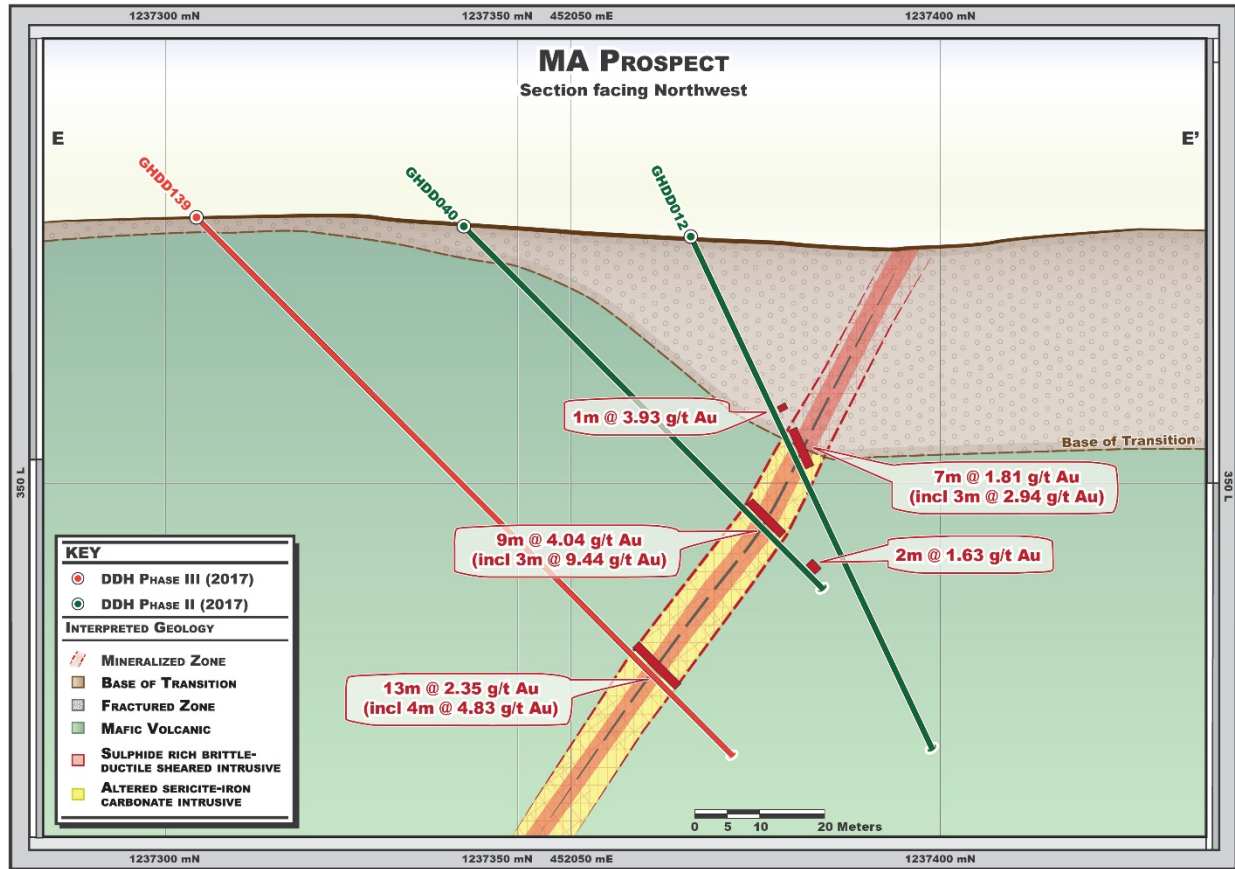 1237300 mN
1237350 mN
452050 mE
1237400 mN
MA PROSPECT
Section facing Northwest
E
E'
GHDD139
GHDD040
GHDD012
1m @ 3.93 g/t Au
Base of Transition
7m @ 1.81 g/t Au
(incl 3m @ 2.94 g/t Au)
350 L
350 L
9m @ 4.04 g/t Au
(incl 3m @ 9.44 g/t Au)
2m @ 1.63 g/t Au
13m @ 2.35 g/t Au
(incl 4m @ 4.83 g/t Au)
KEY
DDH PHASE III (2017)
DDH PHASE II (2017)
INTERPRETED GEOLOGY
MINERALIZED ZONE
BASE OF TRANSITION
FRACTURED ZONE
MAFIC VOLCANIC
SULPHIDE RICH BRITTLE-
DUCTILE SHEARED INTRUSIVE
ALTERED SERICITE-IRON
CARBONATE INTRUSIVE
0 5 10 20 Meters
1237300 mN
1237350 mN
452050 mE
1237400 mN